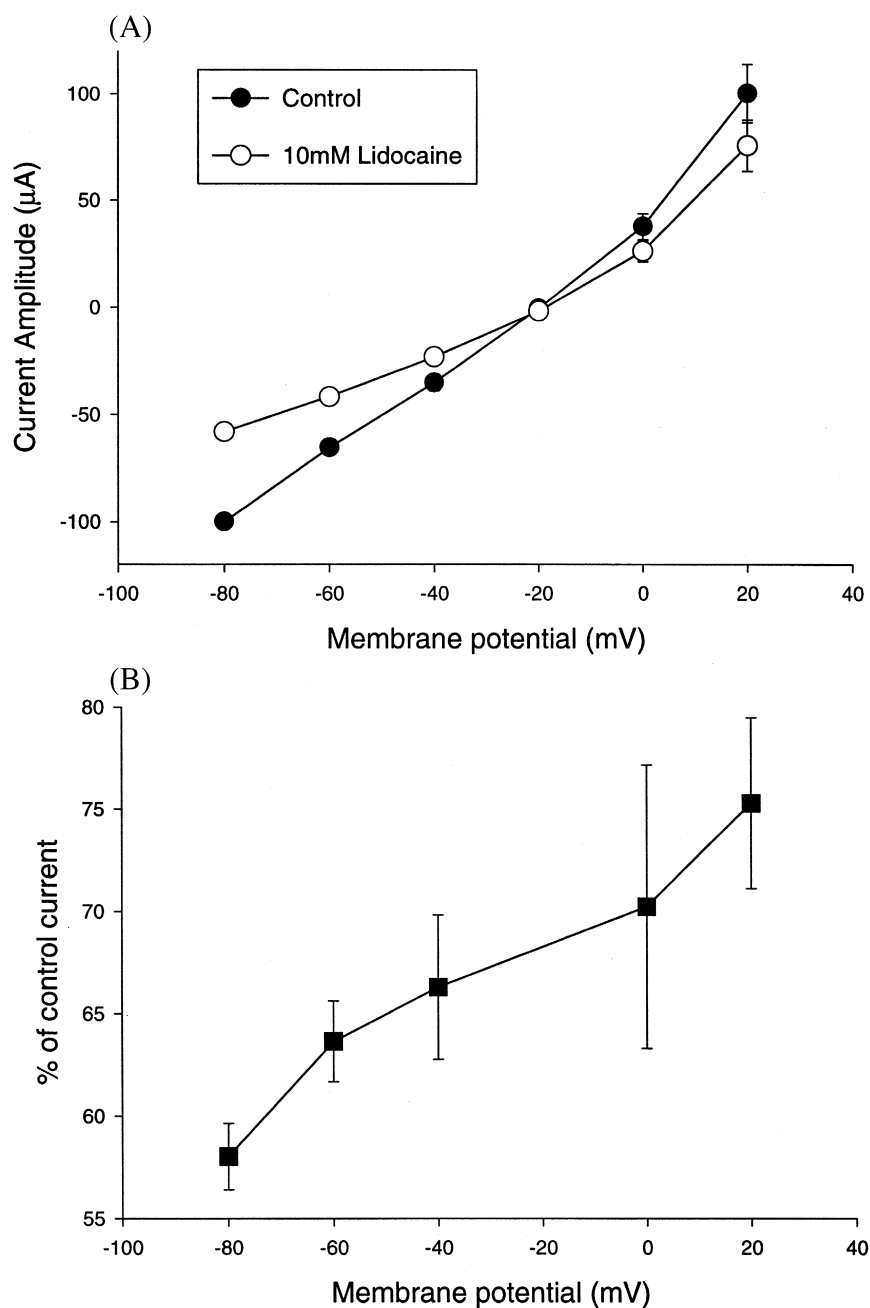 (A)
Current Amplitude (µA)
100
50
0
-50
-100
Control
10mM Lidocaine
-100 -80 -60 -40 -20 0 20 40
Membrane potential (mV)
(B)
% of control current
80
75
70
65
60
55
-100 -80 -60 -40 -20 0 20 40
Membrane potential (mV)